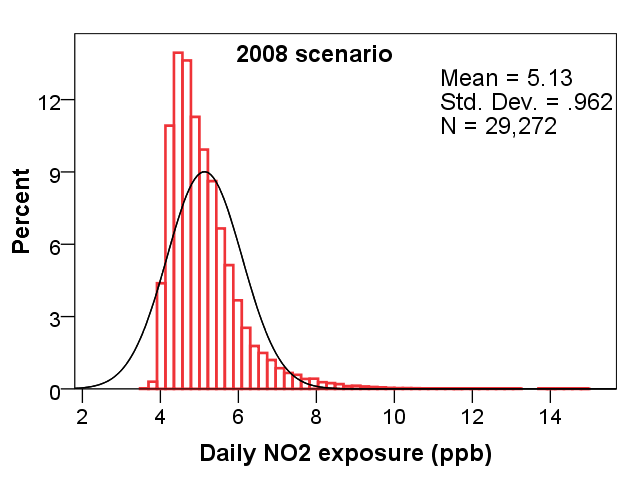 2008 scenario
Mean = 5.13
Std. Dev. = .962
N = 29,272
Percent
12
9
6
3
0
2 4 6 8 10 12 14
Daily NO2 exposure (ppb)